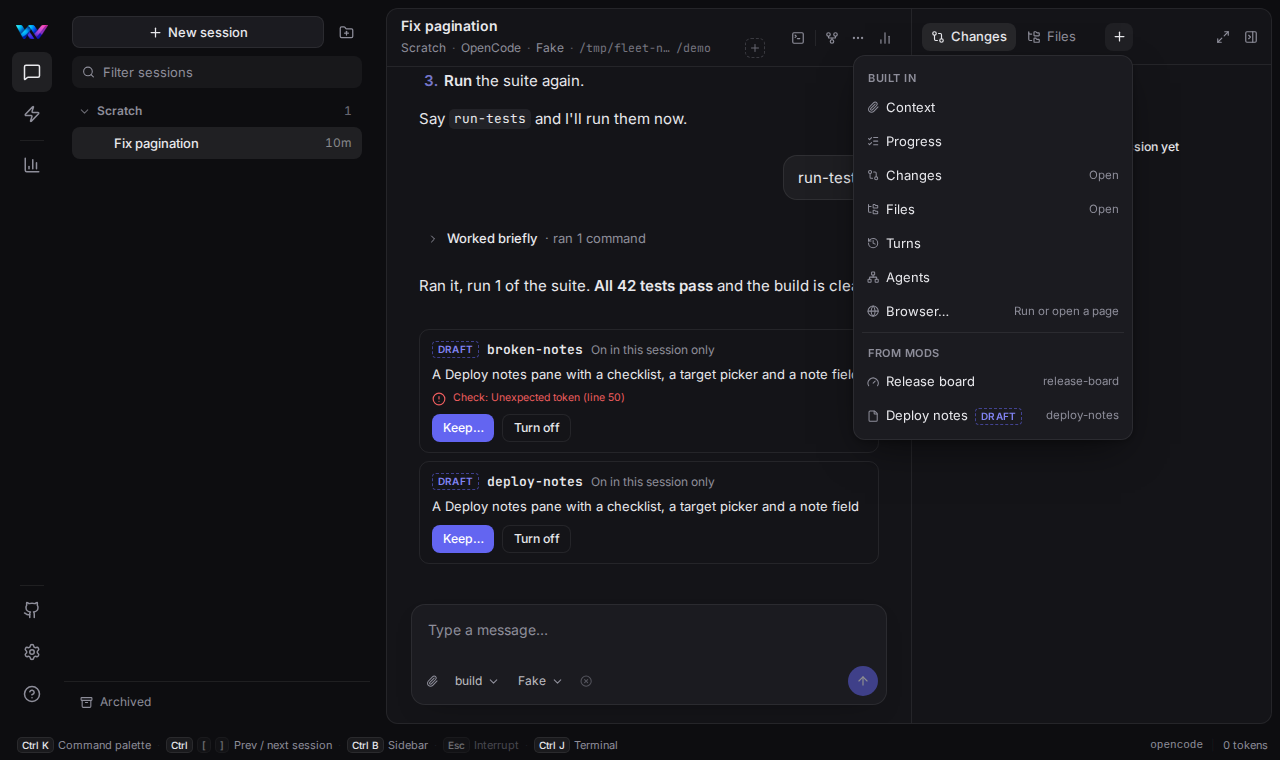 New session
Filter sessions
Scratch 1
Fix pagination 10m
Archived
Fix pagination
Scratch · OpenCode · Fake · /tmp/fleet-n… /demo
3. Run the suite again.
Say run-tests and I'll run them now.
run-test
Worked briefly · ran 1 command
Ran it, run 1 of the suite. All 42 tests pass and the build is clea
DRAFT broken-notes On in this session only
A Deploy notes pane with a checklist, a target picker and a note field
Check: Unexpected token (line 50)
Keep... Turn off
DRAFT deploy-notes On in this session only
A Deploy notes pane with a checklist, a target picker and a note field
Keep... Turn off
Type a message...
build Fake
Changes Files
sion yet
BUILT IN
Context
Progress
Changes Open
Files Open
Turns
Agents
Browser... Run or open a page
FROM MODS
Release board release-board
Deploy notes DRAFT deploy-notes
Ctrl K Command palette Ctrl [ ] Prev / next session Ctrl B Sidebar Esc Interrupt Ctrl J Terminal opencode 0 tokens